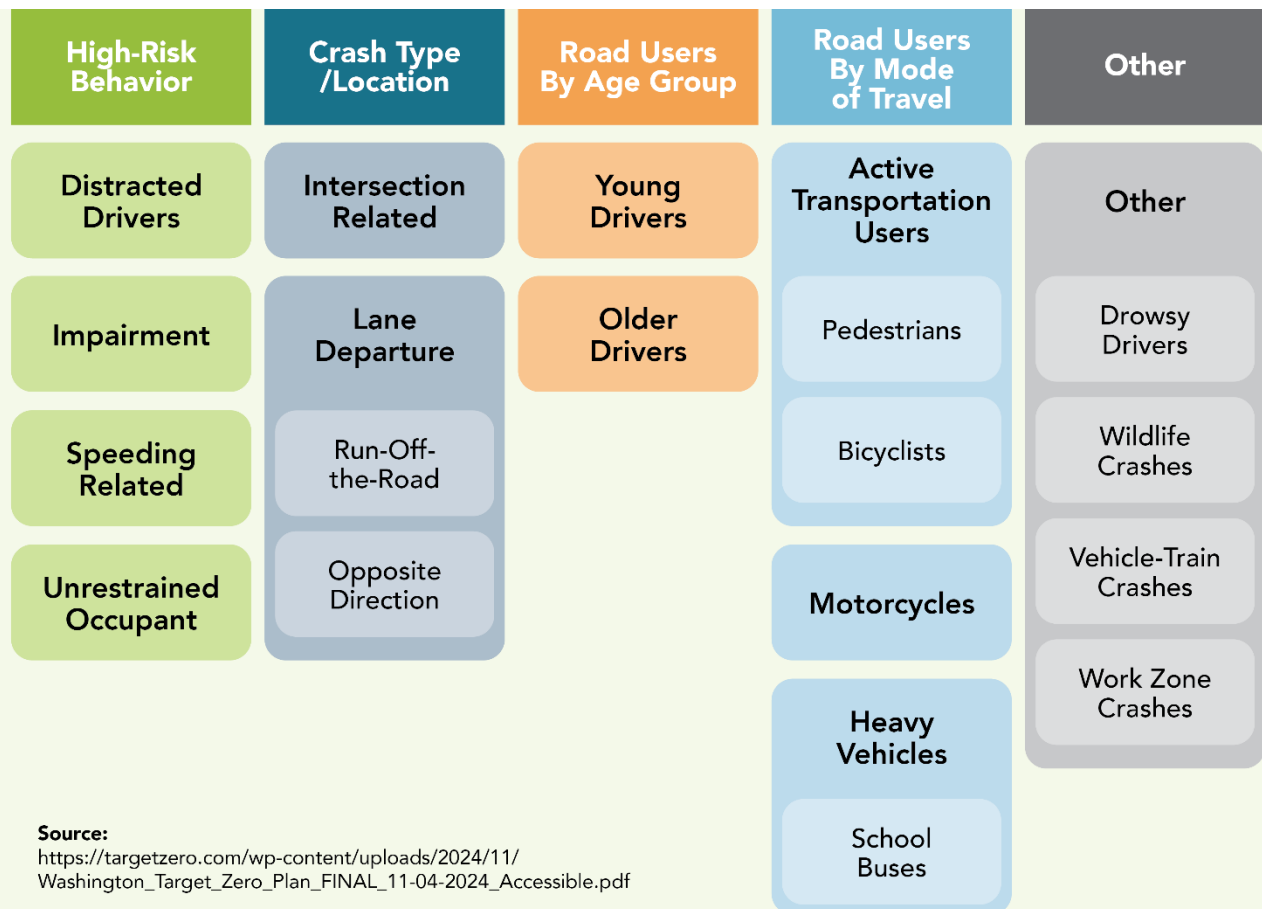 High-Risk
Behavior
Distracted
Drivers
Impairment
Speeding
Related
Unrestrained
Occupant
Crash Type
/Location
Intersection
Related
Lane
Departure
Run-Off-
the-Road
Opposite
Direction
Road Users
By Age Group
Young
Drivers
Older
Drivers
Road Users
By Mode
of Travel
Active
Transportation
Users
Pedestrians
Bicyclists
Motorcycles
Heavy
Vehicles
School
Buses
Other
Other
Drowsy
Drivers
Wildlife
Crashes
Vehicle-Train
Crashes
Work Zone
Crashes
Source:
https://targetzero.com/wp-content/uploads/2024/11/
Washington_Target_Zero_Plan_FINAL_11-04-2024_Accessible.pdf